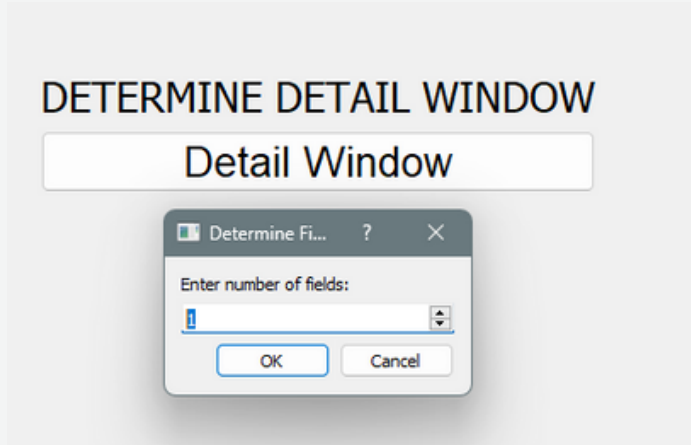 DETERMINE DETAIL WINDOW
Detail Window
Determine Fi... ?
Enter number of fields:
1
OK Cancel